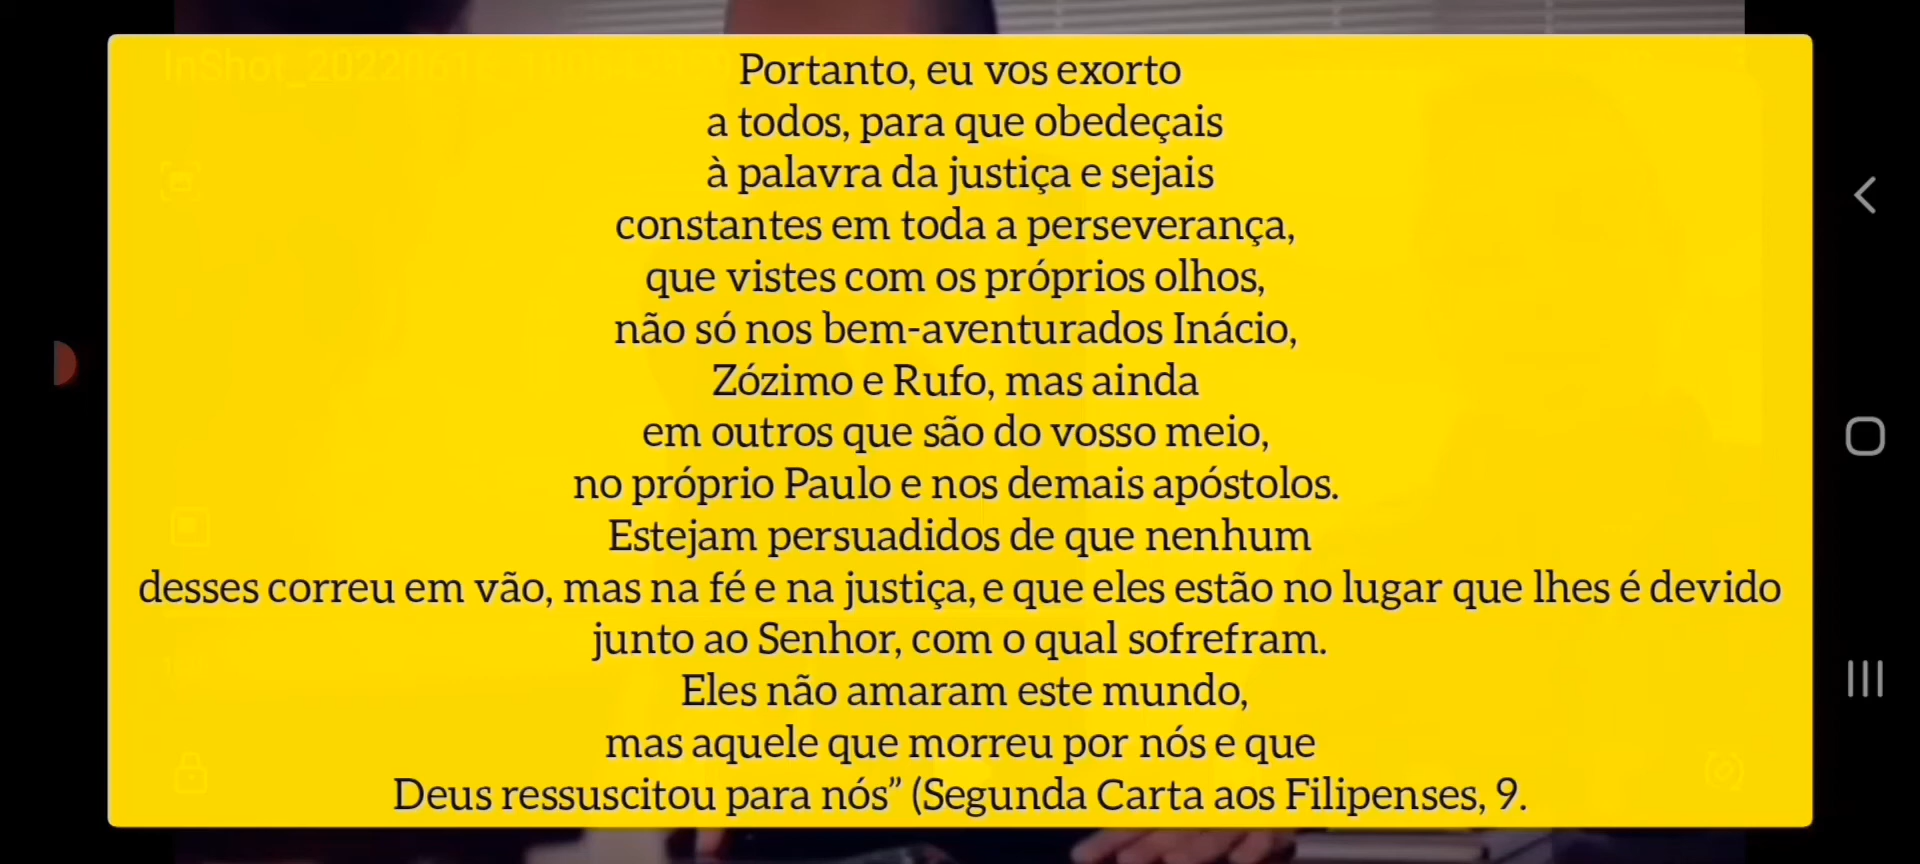 Portanto, eu vos exorto
a todos, para que obedeçais
à palavra da justiça e sejais
constantes em toda a perseverança,
que vistes com os próprios olhos,
não só nos bem-aventurados Inácio,
Zózimo e Rufo, mas ainda
em outros que são do vosso meio,
no próprio Paulo e nos demais apóstolos.
Estejam persuadidos de que nenhum
desses correu em vão, mas na fé e na justiça, e que eles estão no lugar que lhes é devido
junto ao Senhor, com o qual sofrefram.
Eles não amaram este mundo,
mas aquele que morreu por nós e que
Deus ressuscitou para nós” (Segunda Carta aos Filipenses, 9.